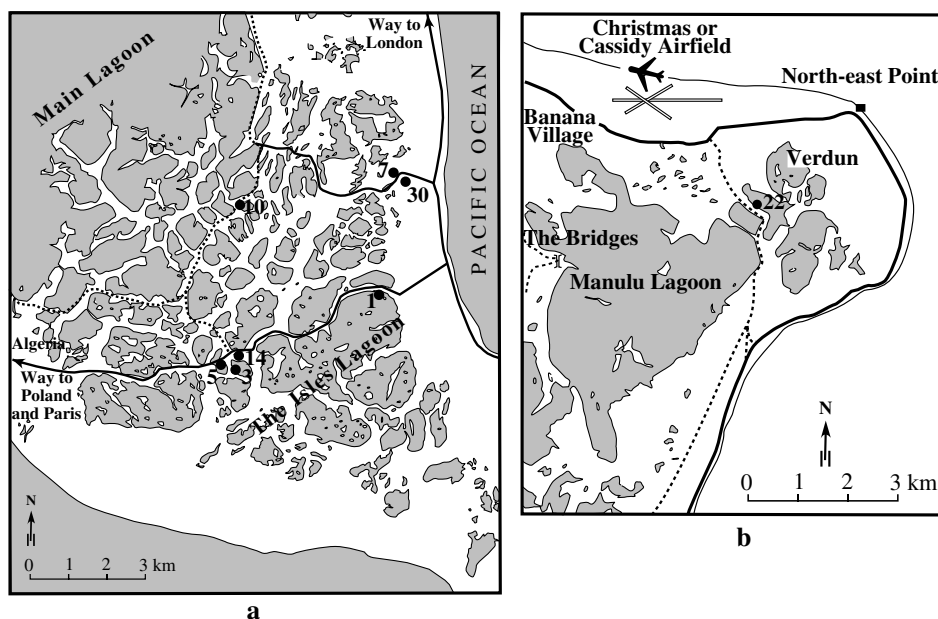 Way to
London
Main Lagoon
PACIFIC OCEAN
7
30
10
1
The Isles Lagoon
Algeria
14
5
3
Way to
Poland
and Paris
N
0 1 2 3 km
a
Christmas or
Cassidy Airfield
North-east Point
Banana
Village
Verdun
22
The Bridges
Manulu Lagoon
N
0 1 2 3 km
b